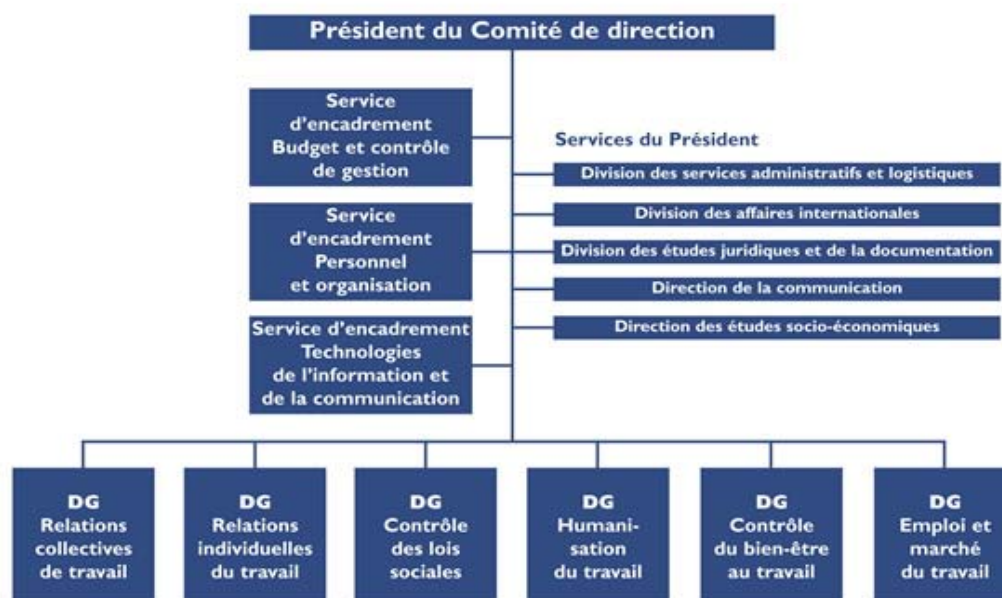 Président du Comité de direction
Service
d'encadrement
Budget et contrôle
de gestion
Service
d'encadrement
Personnel
et organisation
Service d'encadrement
Technologies
de l'information et
de la communication
Services du Président
Division des services administratifs et logistiques
Division des affaires internationales
Division des études juridiques et de la documentation
Direction de la communication
Direction des études socio-économiques
DG
Relations
collectives
de travail
DG
Relations
individuelles
du travail
DG
Contrôle
des lois
sociales
DG
Humani-
sation
du travail
DG
Contrôle
du bien-être
au travail
DG
Emploi et
marché
du travail